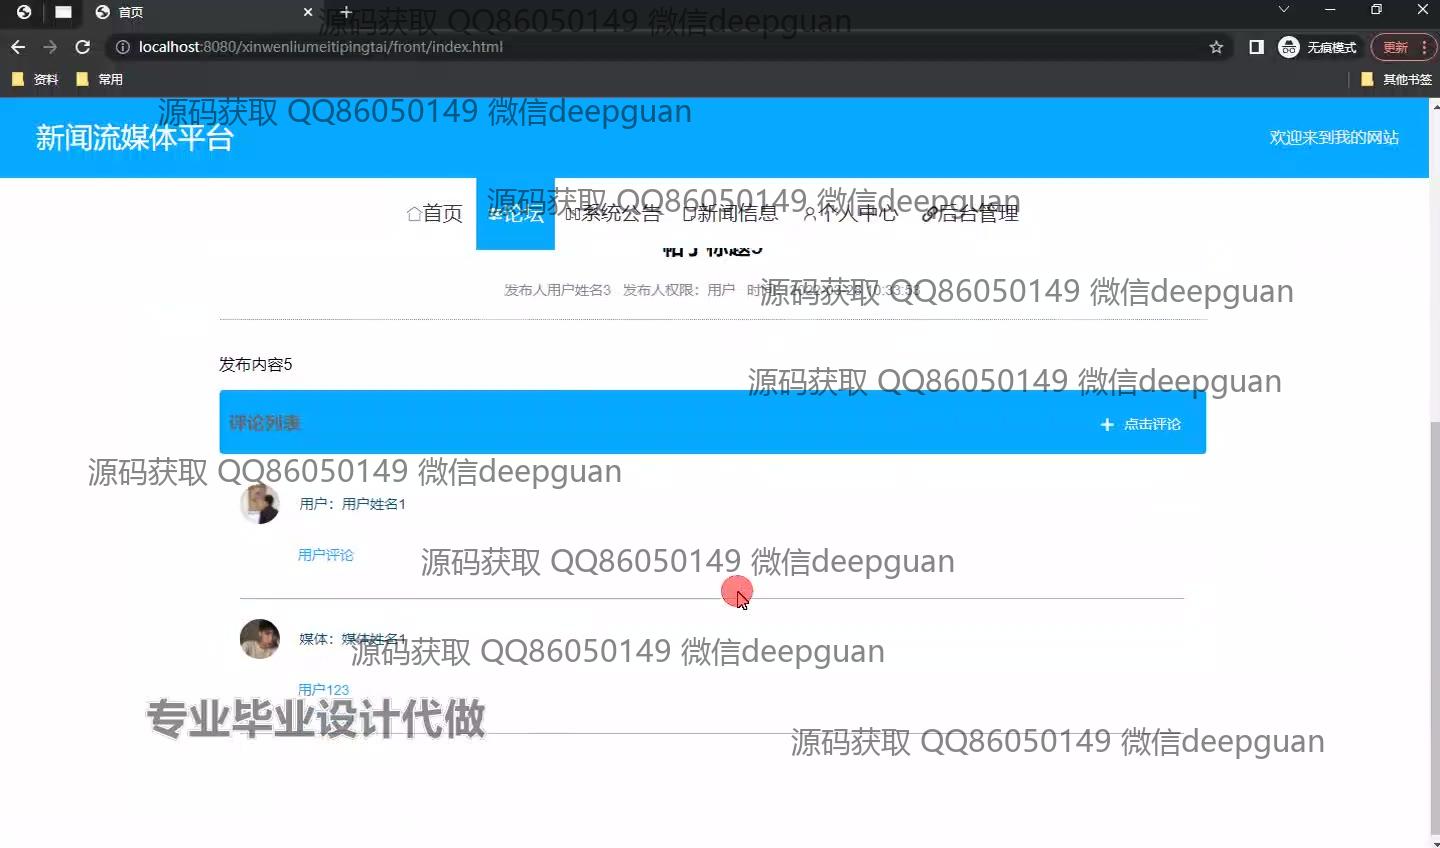 首页
源码获取 QQ86050149 微信deepguan
localhost:8080/xinwenliumeitipingtai/front/index.html
无痕模式
更新
资料
常用
其他书签
源码获取 QQ86050149 微信deepguan
新闻流媒体平台
欢迎来到我的网站
源码获取 QQ86050149 微信deepguan
首页
论坛
系统公告
新闻信息
个人中心
后台管理
帖子标题5
发布人用户姓名3 发布人权限：用户 时间
源码获取 QQ86050149 微信deepguan
发布内容5
源码获取 QQ86050149 微信deepguan
评论列表
+ 点击评论
源码获取 QQ86050149 微信deepguan
用户：用户姓名1
用户评论
源码获取 QQ86050149 微信deepguan
媒体：媒体姓名1
源码获取 QQ86050149 微信deepguan
用户123
专业毕业设计代做
源码获取 QQ86050149 微信deepguan